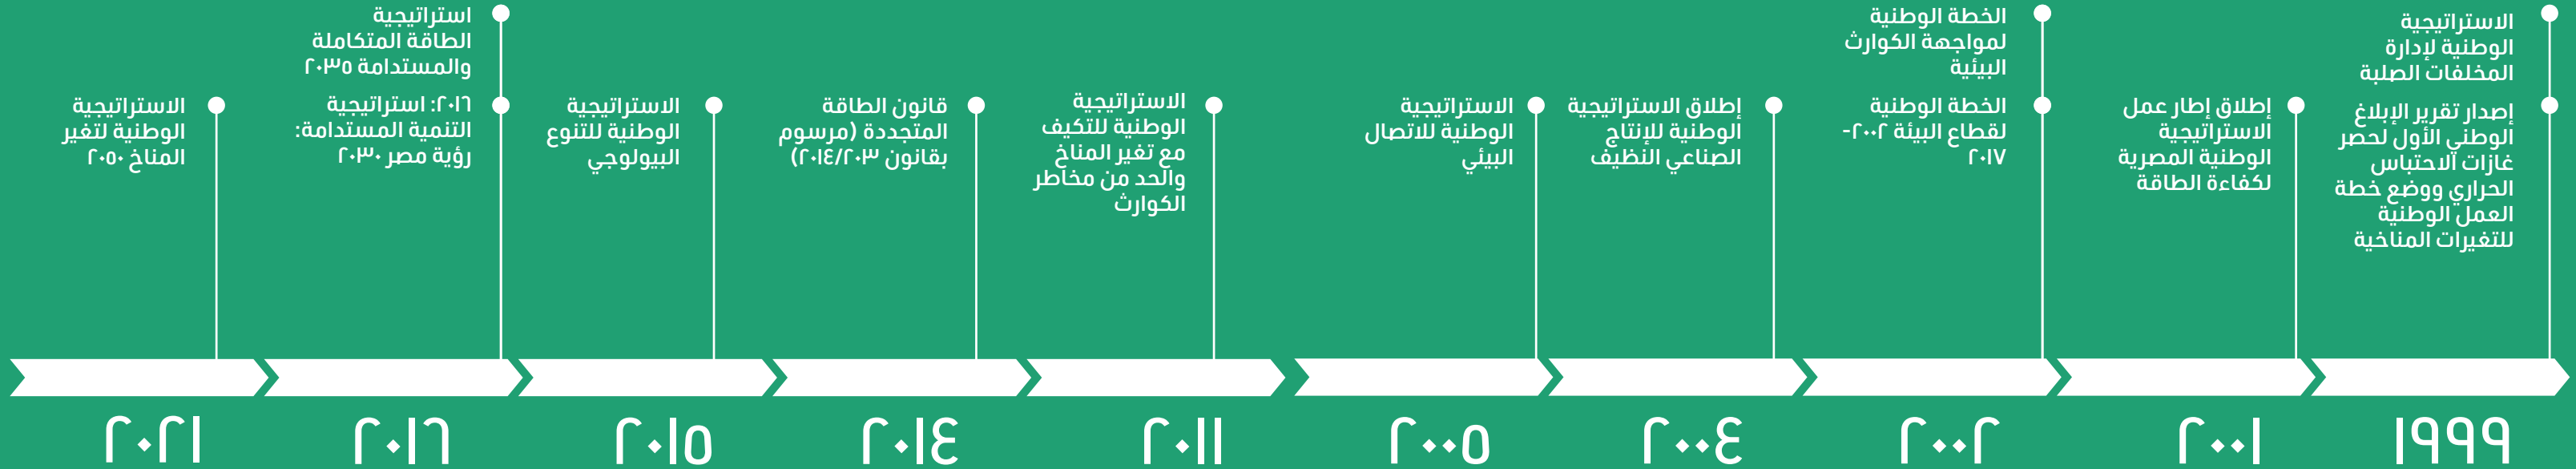 الاستراتيجية
الوطنية لإدارة
المخلفات الصلبة
إصدار تقرير الإبلاغ
الوطني الأول لحصر
غازات الاحتباس
الحراري ووضع خطة
العمل الوطنية
للتغيرات المناخية
١٩٩٩
إطلاق إطار عمل
الاستراتيجية
الوطنية المصرية
لكفاءة الطاقة
٢٠٠١
الخطة الوطنية
لمواجهة الكوارث
البيئية
الخطة الوطنية
لقطاع البيئة ٢٠٠٢-
٢٠١٧
٢٠٠٢
إطلاق الاستراتيجية
الوطنية للإنتاج
الصناعي النظيف
٢٠٠٤
الاستراتيجية
الوطنية للاتصال
البيئي
٢٠٠٥
الاستراتيجية
الوطنية للتكيف
مع تغير المناخ
والحد من مخاطر
الكوارث
٢٠١١
قانون الطاقة
المتجددة (مرسوم
بقانون ٢٠١٤/٢٠٣)
٢٠١٤
الاستراتيجية
الوطنية للتنوع
البيولوجي
٢٠١٥
استراتيجية
الطاقة المتكاملة
والمستدامة ٢٠٣٥
٢٠١٦: استراتيجية
التنمية المستدامة:
رؤية مصر ٢٠٣٠
٢٠١٦
الاستراتيجية
الوطنية لتغير
المناخ ٢٠٥٠
٢٠٢١